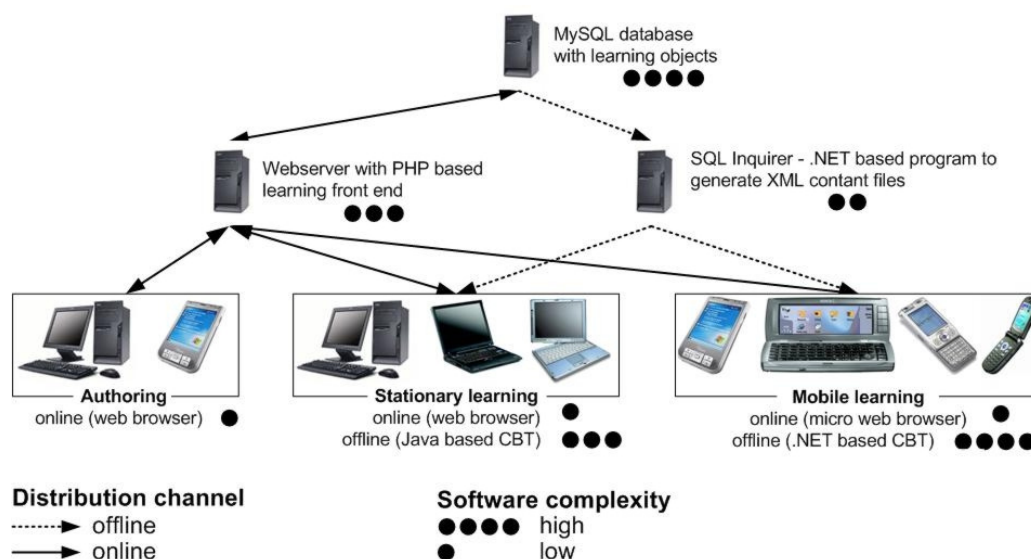 MySQL database
with learning objects
Webserver with PHP based
learning front end
SQL Inquirer - .NET based program to
generate XML contant files
Authoring
online (web browser)
Stationary learning
online (web browser)
offline (Java based CBT)
Mobile learning
online (micro web browser)
offline (.NET based CBT)
Distribution channel
offline
online
Software complexity
high
low